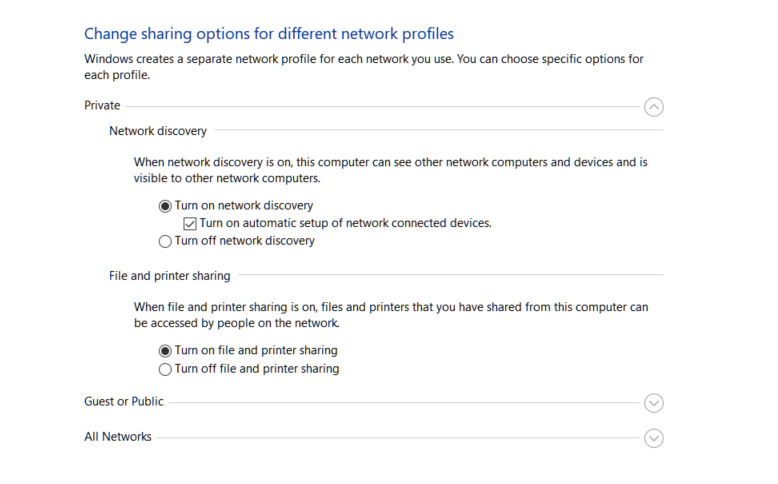 Change sharing options for different network profiles
Windows creates a separate network profile for each network you use. You can choose specific options for
each profile.
Private
Network discovery
When network discovery is on, this computer can see other network computers and devices and is
visible to other network computers.
Turn on network discovery
Turn on automatic setup of network connected devices.
Turn off network discovery
File and printer sharing
When file and printer sharing is on, files and printers that you have shared from this computer can
be accessed by people on the network.
Turn on file and printer sharing
Turn off file and printer sharing
Guest or Public
All Networks